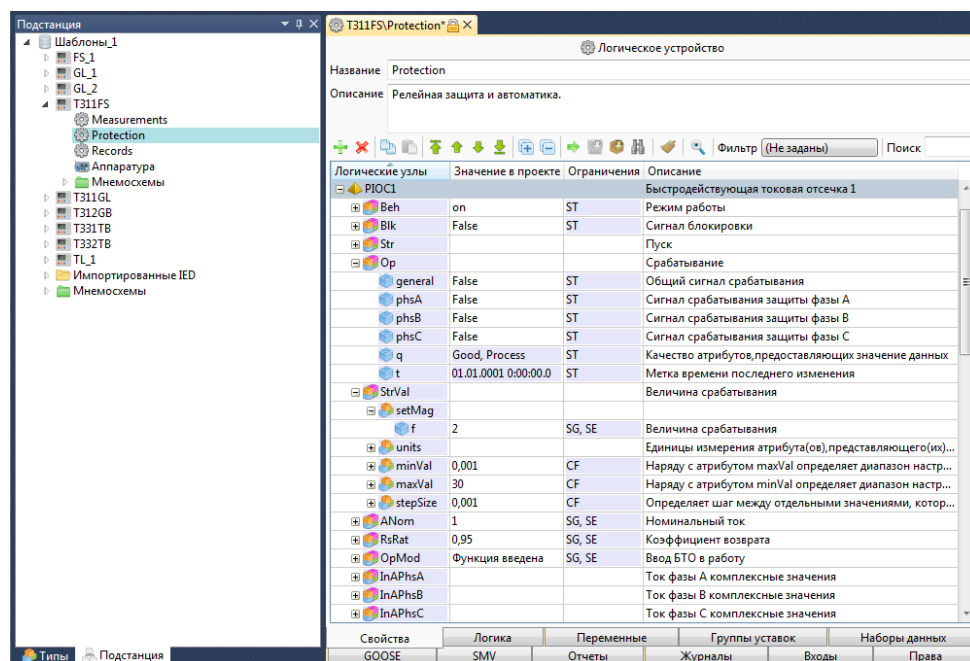 Подстанция
Шаблоны_1
FS_1
GL_1
GL_2
T311FS
Measurements
Protection
Records
Аппаратура
Мнемосхемы
T311GL
T312GB
T331TB
T332TB
TL_1
Импортированные IED
Мнемосхемы
Типы Подстанция
T311FS\Protection*
Логическое устройство
Название Protection
Описание Релейная защита и автоматика.
Фильтр (Не заданы) Поиск
Логические узлы Значение в проекте Ограничения Описание
PIOC1 Быстродействующая токовая отсечка 1
Beh on ST Режим работы
Blk False ST Сигнал блокировки
Str Пуск
Op Срабатывание
general False ST Общий сигнал срабатывания
phsA False ST Сигнал срабатывания защиты фазы A
phsB False ST Сигнал срабатывания защиты фазы B
phsC False ST Сигнал срабатывания защиты фазы C
q Good, Process ST Качество атрибутов,предоставляющих значение данных
t 01.01.0001 0:00:00.0 ST Метка времени последнего изменения
StrVal Величина срабатывания
setMag
f 2 SG, SE Величина срабатывания
units Единицы измерения атрибута(ов),представляющего(их)...
minVal 0,001 CF Наряду с атрибутом maxVal определяет диапазон настр...
maxVal 30 CF Наряду с атрибутом minVal определяет диапазон настр...
stepSize 0,001 CF Определяет шаг между отдельными значениями, котор...
ANom 1 SG, SE Номинальный ток
RsRat 0,95 SG, SE Коэффициент возврата
OpMod Функция введена SG, SE Ввод БТО в работу
InAPhsA Ток фазы A комплексные значения
InAPhsB Ток фазы B комплексные значения
InAPhsC Ток фазы C комплексные значения
Свойства Логика Переменные Группы уставок Наборы данных
GOOSE SMV Отчеты Журналы Входы Права